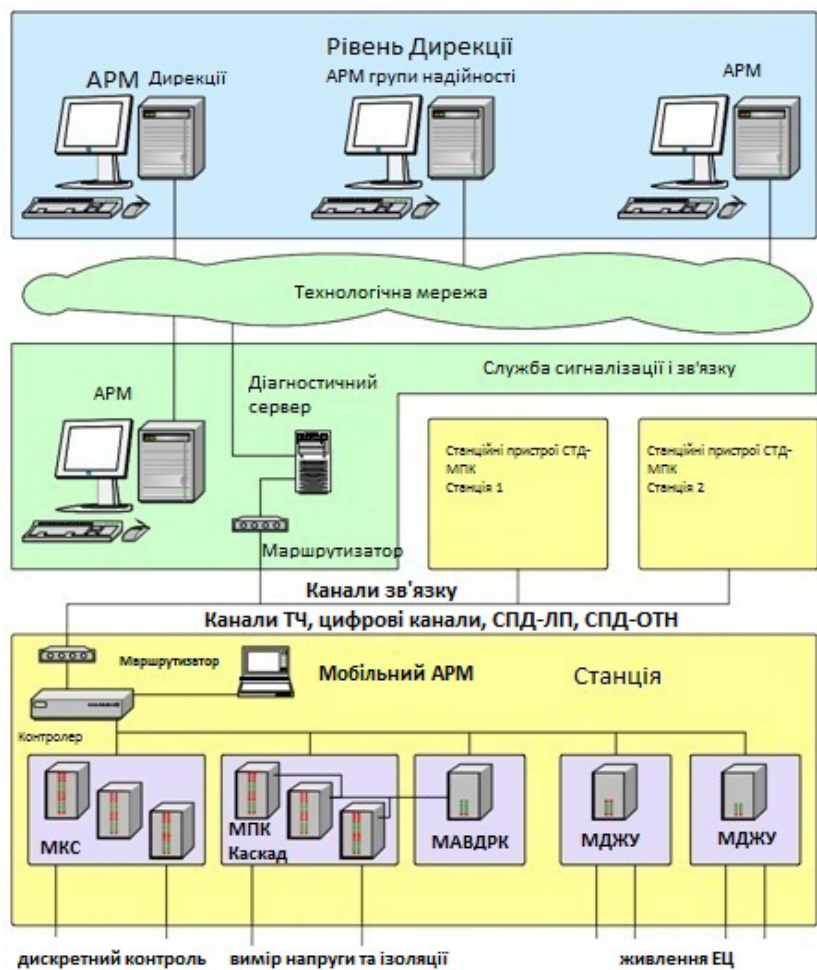 Рівень Дирекції
АРМ Дирекції
АРМ групи надійності
АРМ
Технологічна мережа
Служба сигналізації і зв'язку
АРМ
Діагностичний
сервер
Маршрутизатор
Станційні пристрої СТД-
МПК
Станція 1
Станційні пристрої СТД-
МПК
Станція 2
Канали зв'язку
Канали ТЧ, цифрові канали, СПД-ЛП, СПД-ОТН
Маршрутизатор
Мобільний АРМ
Станція
Контролер
МКС
МПК
Каскад
МАВДРК
МДЖУ
МДЖУ
дискретний контроль
вимір напруги та ізоляції
живлення ЕЦ